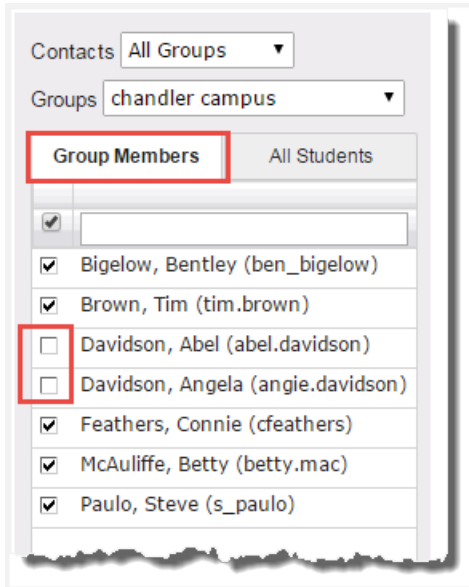 Contacts All Groups
Groups chandler campus
Group Members All Students
Bigelow, Bentley (ben_bigelow)
Brown, Tim (tim.brown)
Davidson, Abel (abel.davidson)
Davidson, Angela (angie.davidson)
Feathers, Connie (cfeathers)
McAuliffe, Betty (betty.mac)
Paulo, Steve (s_paulo)